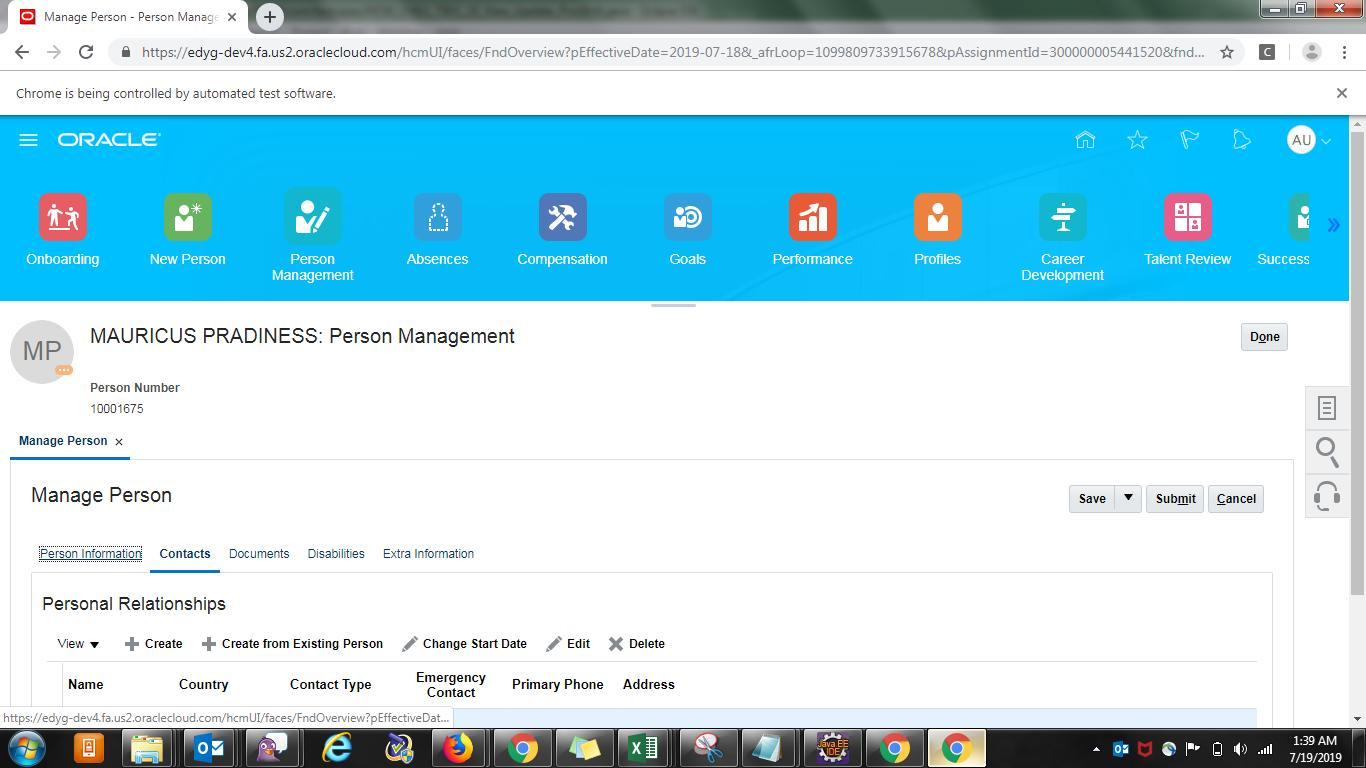 Manage Person - Person Manage
https://edyg-dev4.fa.us2.oraclecloud.com/hcmUI/faces/FndOverview?pEffectiveDate=2019-07-18&_afrLoop=1099809733915678&pAssignmentId=300000005441520&fnd...
C
Chrome is being controlled by automated test software.
ORACLE
AU
Onboarding
New Person
Person
Management
Absences
Compensation
Goals
Performance
Profiles
Career
Development
Talent Review
Success
MP
MAURICUS PRADINESS: Person Management
Done
Person Number
10001675
Manage Person
Manage Person
Save
Submit
Cancel
Person Information
Contacts
Documents
Disabilities
Extra Information
Personal Relationships
View
Create
Create from Existing Person
Change Start Date
Edit
Delete
Name
Country
Contact Type
Emergency
Contact
Primary Phone
Address
https://edyg-dev4.fa.us2.oraclecloud.com/hcmUI/faces/FndOverview?pEffectiveDat...
Java EE
IDE
1:39 AM
7/19/2019